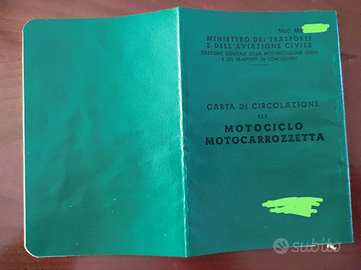 Mod. M
MINISTERO DEI TRASPORTI
E DELL'AVIAZIONE CIVILE
DIREZIONE GENERALE DELLA MOTORIZZAZIONE CIVILE
E DEI TRASPORTI IN CONCESSIONE
CARTA DI CIRCOLAZIONE
PER
MOTOCICLO
MOTOCARROZZETTA
subito